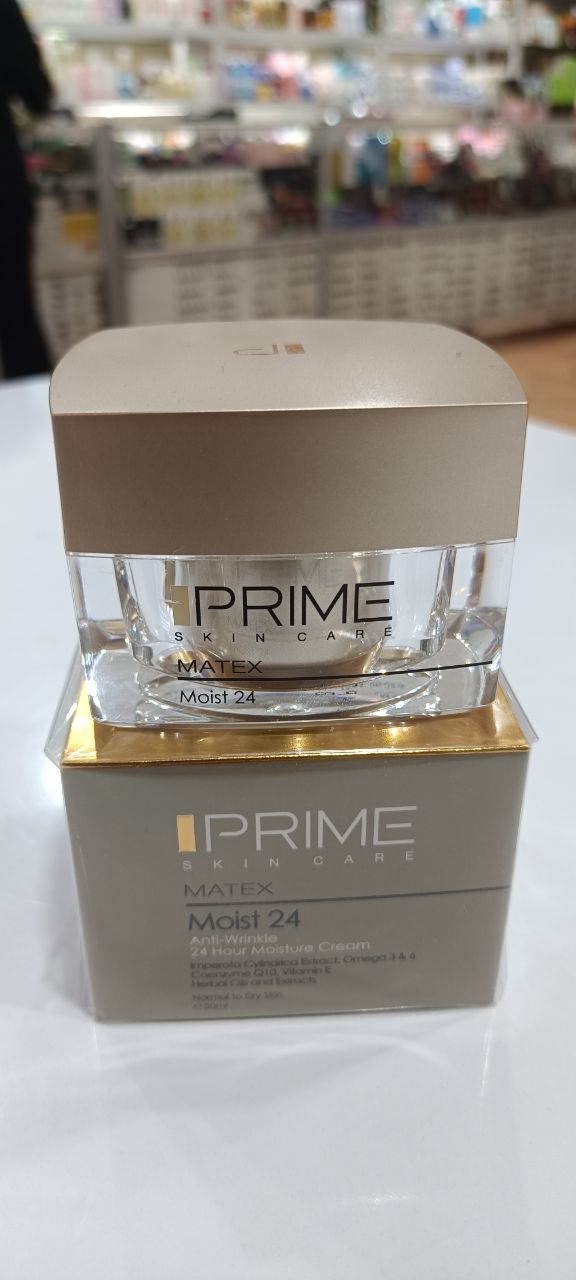 PRIME
SKIN CARE
MATEX
Moist 24
PRIME
SKIN CARE
MATEX
Moist 24
Anti-Wrinkle
24 Hour Moisture Cream
Imperata Cylindrica Extract, Omega 3 & 6
Coenzyme Q10, Vitamin E
Herbal Oils and Extracts
Normal to Dry Skin
e 50ml